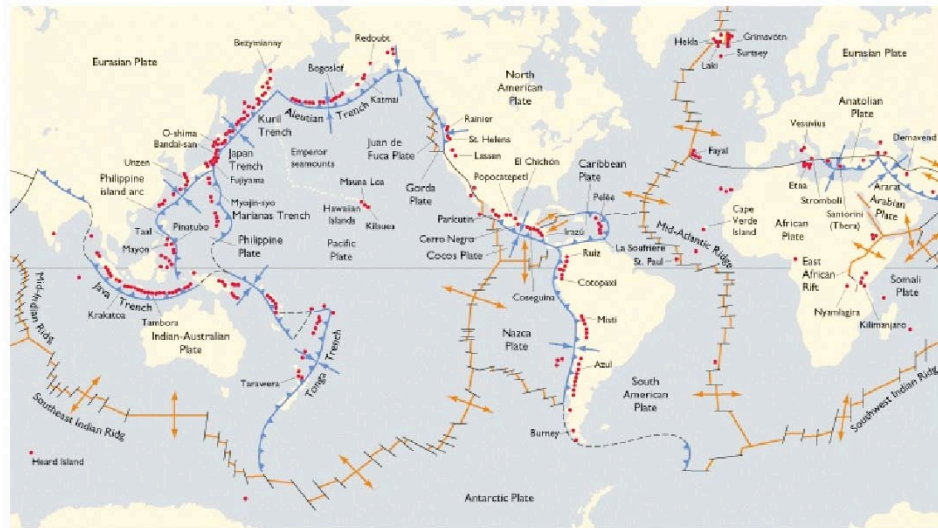 Bezymianny
Redoubt
Hekla
Grimsvotn
Surtsey
Laki
Eurasian Plate
Bogoslof
Katmai
North
American
Plate
Eurasian Plate
Aleutian
Trench
Kuril
Trench
O-shima
Bandai-san
Japan
Trench
Unzen
Fujiyama
Emperor
seamounts
Juan de
Fuca Plate
Rainier
St. Helens
Lassen
El Chichón
Popocatepetl
Caribbean
Plate
Fayal
Vesuvius
Anatolian
Plate
Demavend
Philippine
island arc
Myojin-syo
Marianas Trench
Mauna Loa
Hawaiian
Islands
Kilauea
Gorda
Plate
Paricutin
Pelée
Etna
Stromboli
Santorini
(Thera)
Ararat
Arabian
Plate
Taal
Pinatubo
Mayon
Philippine
Plate
Pacific
Plate
Cerro Negro
Cocos Plate
Irazú
La Soufriere
St. Paul
Mid-Atlantic Ridge
Cape
Verde
Island
African
Plate
Ruiz
Cotopaxi
Coseguina
East
African
Rift
Somali
Plate
Nyamlagira
Kilimanjaro
Mid-Indian Ridg
Java Trench
Krakatoa
Tambora
Indian-Australian
Plate
Nazca
Plate
Misti
Azul
Tarawera
Tonga
Trench
South
American
Plate
Burney
Southeast Indian Ridg
Southwest Indian Ridg
Heard Island
Antarctic Plate